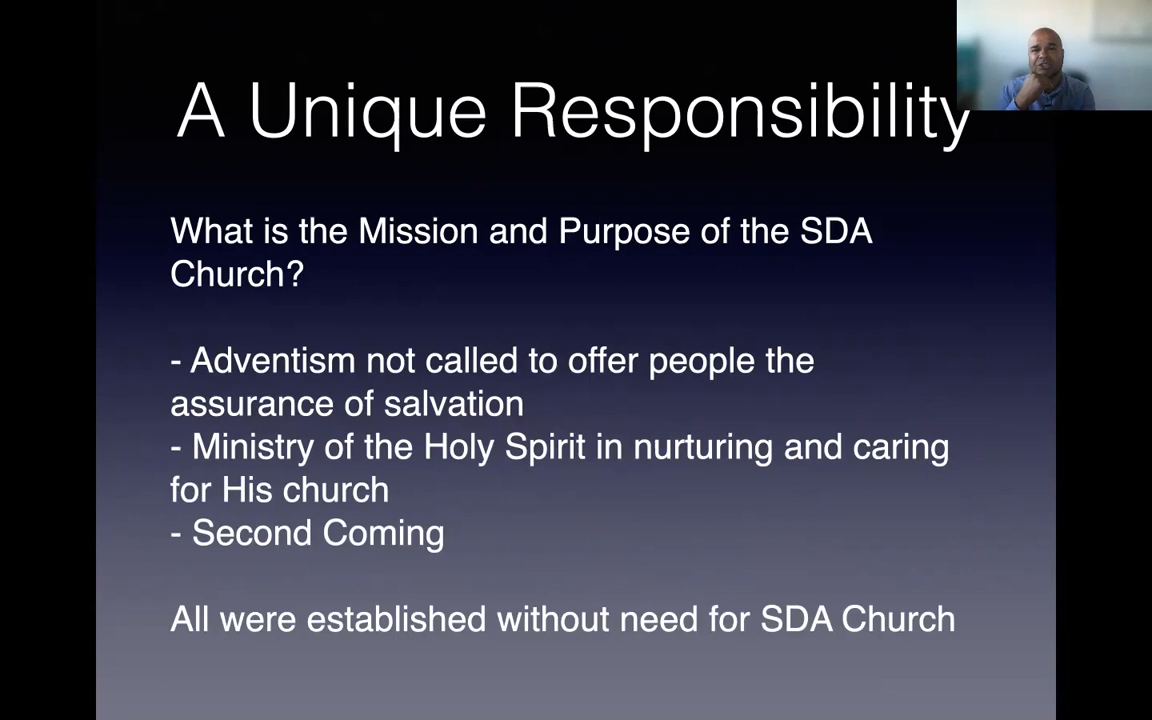 A Unique Responsibility
What is the Mission and Purpose of the SDA
Church?
- Adventism not called to offer people the
assurance of salvation
- Ministry of the Holy Spirit in nurturing and caring
for His church
- Second Coming
All were established without need for SDA Church